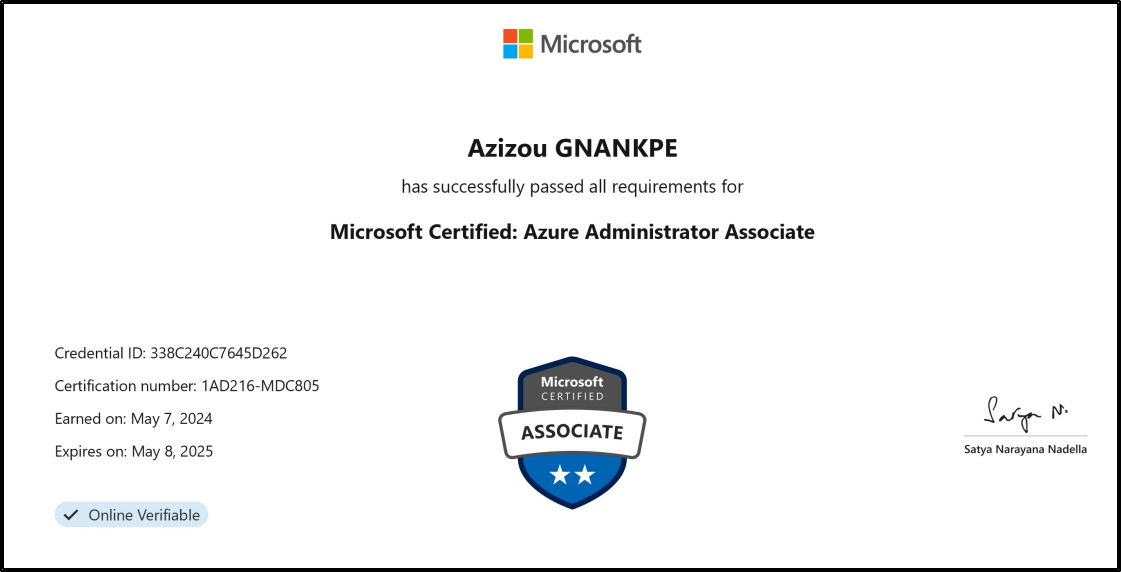 Microsoft
Azizou GNANKPE
has successfully passed all requirements for
Microsoft Certified: Azure Administrator Associate
Credential ID: 338C240C7645D262
Certification number: 1AD216-MDC805
Earned on: May 7, 2024
Expires on: May 8, 2025
Online Verifiable
Microsoft
CERTIFIED
ASSOCIATE
Satya N.
Satya Narayana Nadella